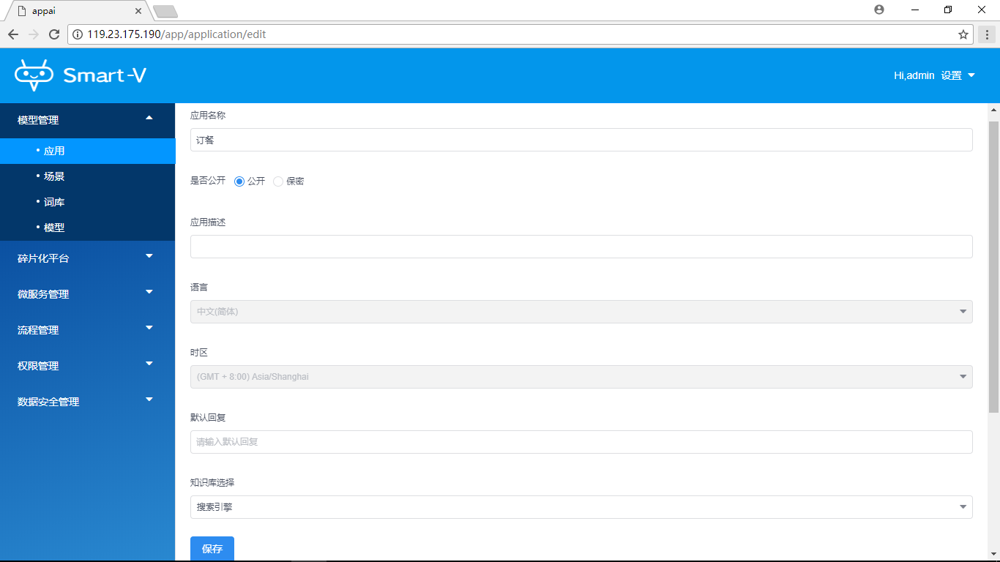 appai
119.23.175.190/app/application/edit
Smart-V
Hi,admin 设置
模型管理
应用
场景
词库
模型
碎片化平台
微服务管理
流程管理
权限管理
数据安全管理
应用名称
订餐
是否公开 公开 保密
应用描述
语言
中文(简体)
时区
(GMT + 8:00) Asia/Shanghai
默认回复
请输入默认回复
知识库选择
搜索引擎
保存